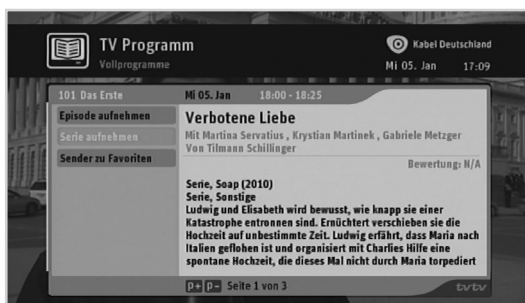 TV Programm
Vollprogramme
Kabel Deutschland
Mi 05. Jan 17:09
101 Das Erste Mi 05. Jan 18:00 - 18:25
Episode aufnehmen
Serie aufnehmen
Sender zu Favoriten
Verbotene Liebe
Mit Martina Servatius , Krystian Martinek , Gabriele Metzger
Von Tilmann Schillinger
Bewertung: N/A
Serie, Soap (2010)
Serie, Sonstige
Ludwig und Elisabeth wird bewusst, wie knapp sie einer
Katastrophe entronnen sind. Ernüchtert verschieben sie die
Hochzeit auf unbestimmte Zeit. Ludwig erfährt, dass Maria nach
Italien geflohen ist und organisiert mit Charlies Hilfe eine
spontane Hochzeit, die dieses Mal nicht durch Maria torpediert
p+ p- Seite 1 von 3
tvtv